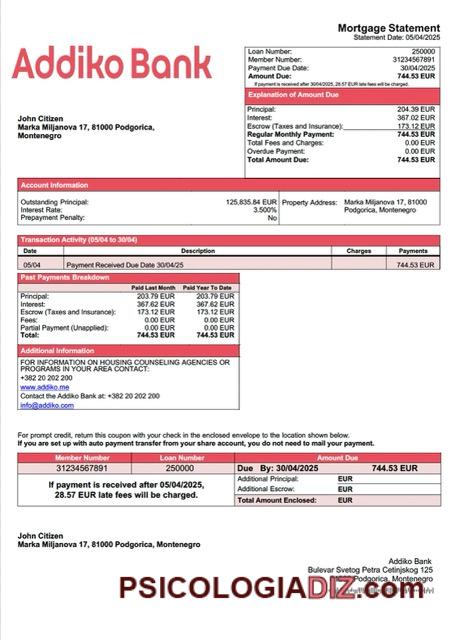 Mortgage Statement
Statement Date: 05/04/2025
Addiko Bank
Loan Number: 250000
Member Number: 31234567891
Payment Due Date: 30/04/2025
Amount Due: 744.53 EUR
If payment is received after 30/04/2025, 28.57 EUR late fees will be charged.
John Citizen
Marka Miljanova 17, 81000 Podgorica,
Montenegro
Explanation of Amount Due
Principal: 204.39 EUR
Interest: 367.02 EUR
Escrow (Taxes and Insurance): 173.12 EUR
Regular Monthly Payment: 744.53 EUR
Total Fees and Charges: 0.00 EUR
Overdue Payment: 0.00 EUR
Total Amount Due: 744.53 EUR
Account Information
Outstanding Principal: 125,835.84 EUR
Interest Rate: 3.500%
Prepayment Penalty: No
Property Address: Marka Miljanova 17, 81000
Podgorica, Montenegro
Transaction Activity (05/04 to 30/04)
Date Description Charges Payments
05/04 Payment Received Due Date 30/04/25 744.53 EUR
Past Payments Breakdown
Paid Last Month Paid Year To Date
Principal: 203.79 EUR 203.79 EUR
Interest: 367.62 EUR 367.62 EUR
Escrow (Taxes and Insurance): 173.12 EUR 173.12 EUR
Fees: 0.00 EUR 0.00 EUR
Partial Payment (Unapplied): 0.00 EUR 0.00 EUR
Total: 744.53 EUR 744.53 EUR
Additional Information
FOR INFORMATION ON HOUSING COUNSELING AGENCIES OR
PROGRAMS IN YOUR AREA CONTACT:
+382 20 202 200
www.addiko.me
Contact the Addiko Bank at: +382 20 202 200
info@addiko.com
For prompt credit, return this coupon with your check in the enclosed envelope to the location shown below.
If you are set up with auto payment transfer from your share account, you do not need to mail your payment.
Member Number Loan Number Amount Due
31234567891 250000 Due By: 30/04/2025 744.53 EUR
If payment is received after 05/04/2025,
28.57 EUR late fees will be charged.
Additional Principal: EUR
Additional Escrow: EUR
Total Amount Enclosed: EUR
John Citizen
Marka Miljanova 17, 81000 Podgorica, Montenegro
Addiko Bank
Bulevar Svetog Petra Cetinjskog 125
Podgorica, Montenegro
PSICOLOGIADIZ.com